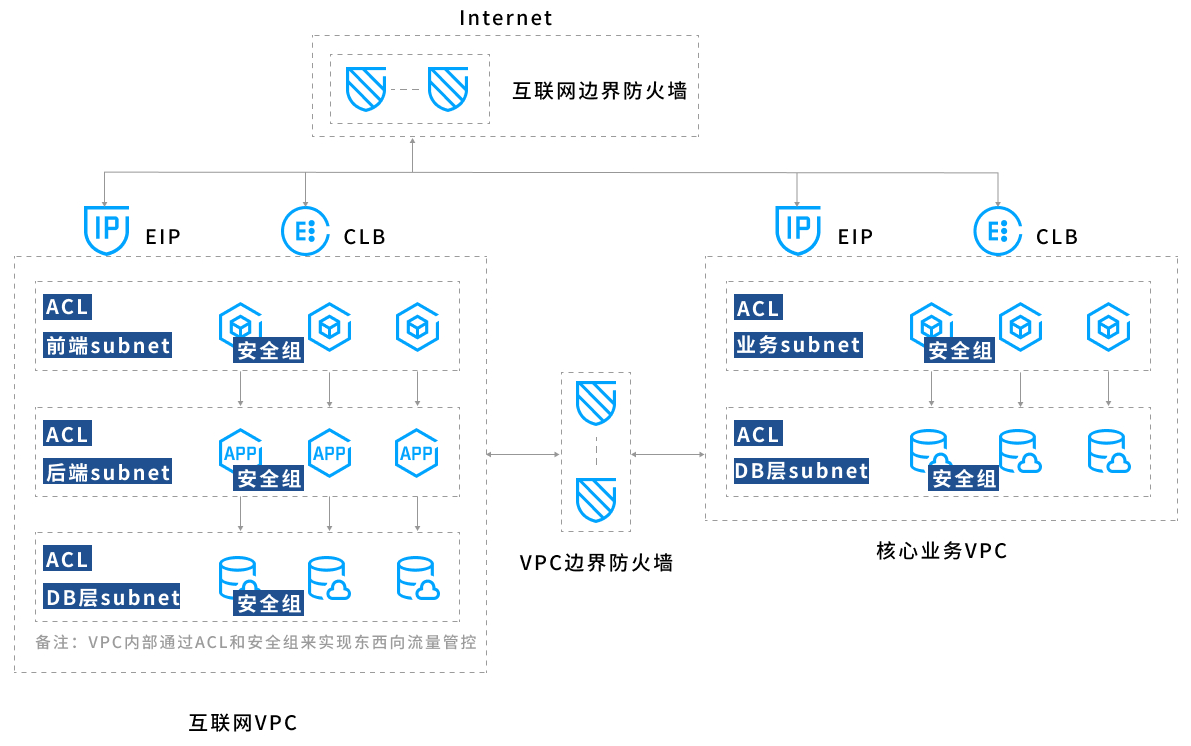 Internet
互联网边界防火墙
IP
EIP
CLB
IP
EIP
CLB
ACL
前端subnet
安全组
ACL
后端subnet
APP
APP
APP
安全组
ACL
DB层subnet
安全组
备注：VPC内部通过ACL和安全组来实现东西向流量管控
互联网VPC
VPC边界防火墙
ACL
业务subnet
安全组
ACL
DB层subnet
安全组
核心业务VPC